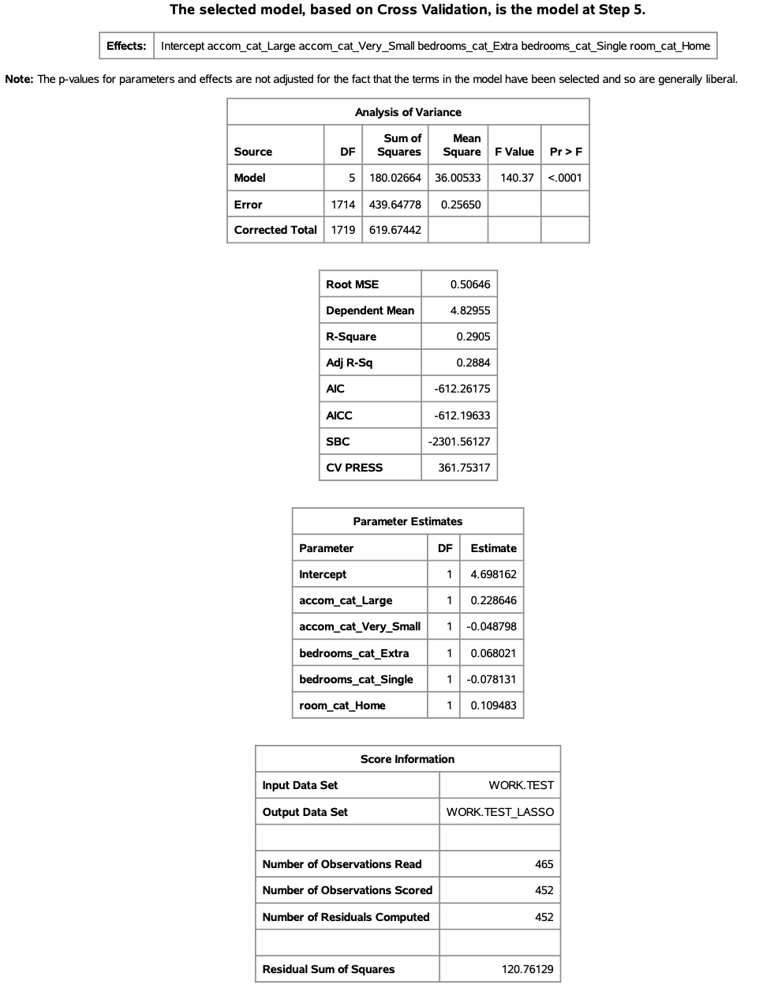 The selected model, based on Cross Validation, is the model at Step 5.
Effects: Intercept accom_cat_Large accom_cat_Very_Small bedrooms_cat_Extra bedrooms_cat_Single room_cat_Home
Note: The p-values for parameters and effects are not adjusted for the fact that the terms in the model have been selected and so are generally liberal.
Analysis of Variance
Source DF Sum of Squares Mean Square F Value Pr > F
Model 5 180.02664 36.00533 140.37 <.0001
Error 1714 439.64778 0.25650
Corrected Total 1719 619.67442
Root MSE 0.50646
Dependent Mean 4.82955
R-Square 0.2905
Adj R-Sq 0.2884
AIC -612.26175
AICC -612.19633
SBC -2301.56127
CV PRESS 361.75317
Parameter Estimates
Parameter DF Estimate
Intercept 1 4.698162
accom_cat_Large 1 0.228646
accom_cat_Very_Small 1 -0.048798
bedrooms_cat_Extra 1 0.068021
bedrooms_cat_Single 1 -0.078131
room_cat_Home 1 0.109483
Score Information
Input Data Set WORK.TEST
Output Data Set WORK.TEST_LASSO
Number of Observations Read 465
Number of Observations Scored 452
Number of Residuals Computed 452
Residual Sum of Squares 120.76129